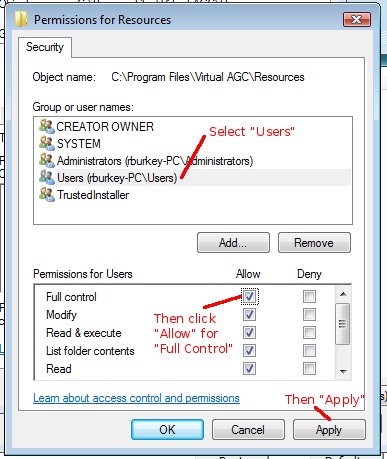 Permissions for Resources
Security
Object name: C:\Program Files\Virtual AGC\Resources
Group or user names:
CREATOR OWNER
Select "Users"
SYSTEM
Administrators (rburkey-PC\Administrators)
Users (rburkey-PC\Users)
TrustedInstaller
Add... Remove
Permissions for Users Allow Deny
Full control
Modify
Read & execute
List folder contents
Read
Then click
"Allow" for
"Full Control"
Then "Apply"
Learn about access control and permissions
OK Cancel Apply